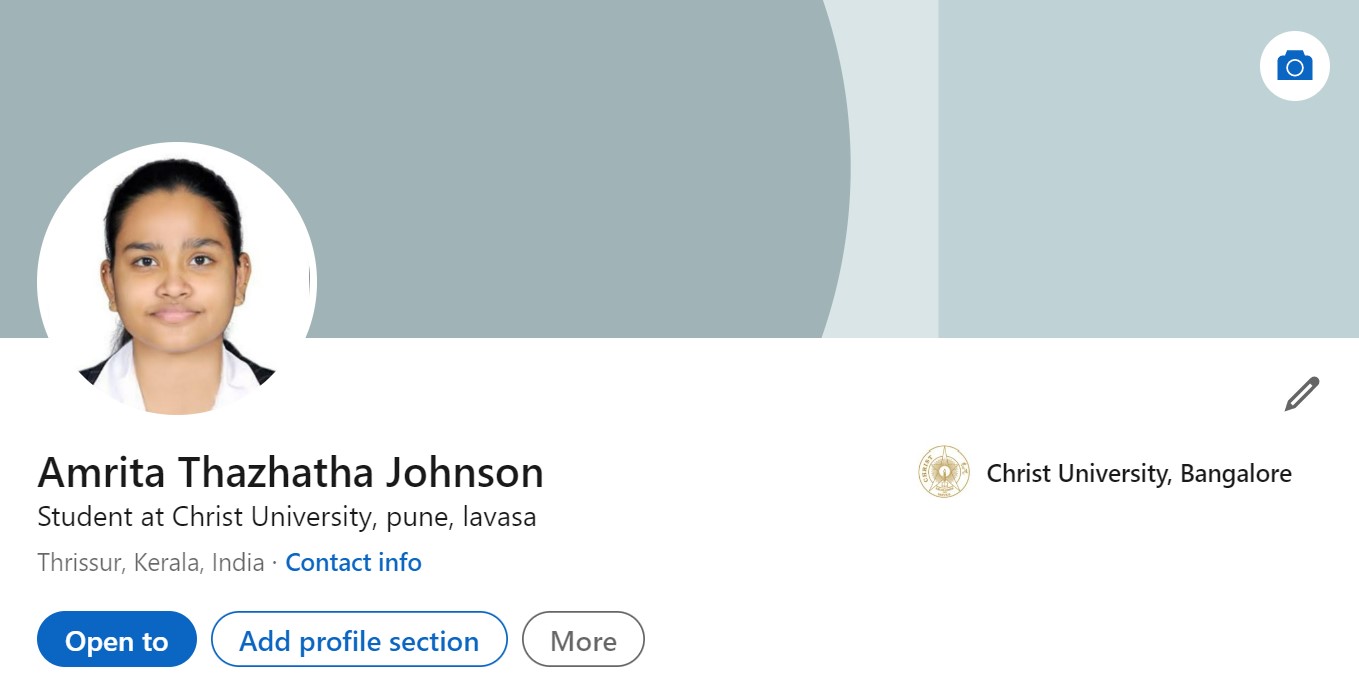 Amrita Thazhatha Johnson
Christ University, Bangalore
Student at Christ University, pune, lavasa
Thrissur, Kerala, India · Contact info
Open to
Add profile section
More